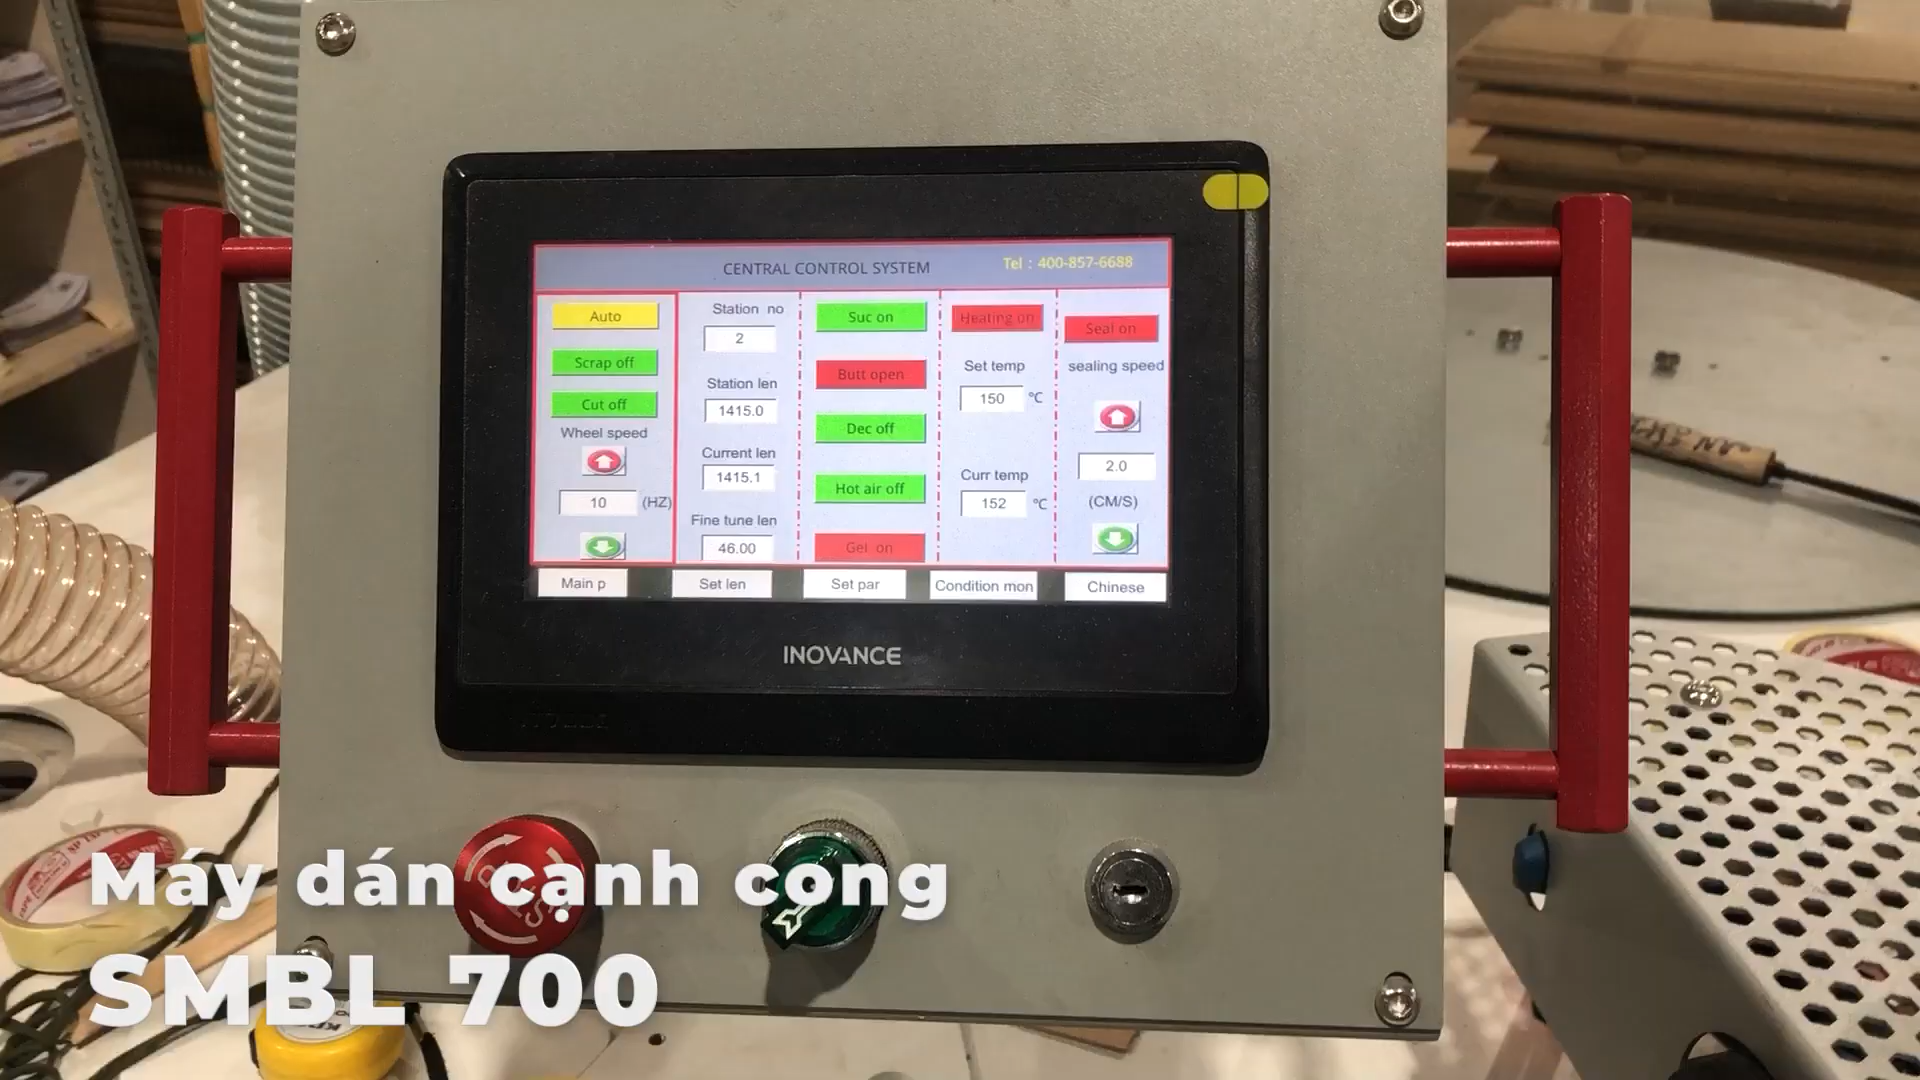 CENTRAL CONTROL SYSTEM
Tel : 400-857-6688
Auto
Scrap off
Cut off
Wheel speed
10 (HZ)
Station no
2
Station len
1415.0
Current len
1415.1
Fine tune len
46.00
Suc on
Butt open
Dec off
Hot air off
Gel on
Heating on
Set temp
150 ℃
Curr temp
152 ℃
Seal on
sealing speed
2.0
(CM/S)
Main p
Set len
Set par
Condition mon
Chinese
INOVANCE
Máy dán cạnh cong
SMBL 700